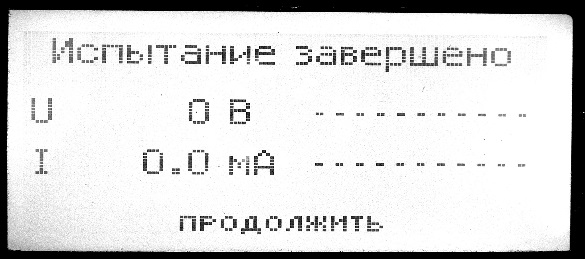 Испытание завершено
U 0 В -----------
I 0.0 мА -----------
ПРОДОЛЖИТЬ